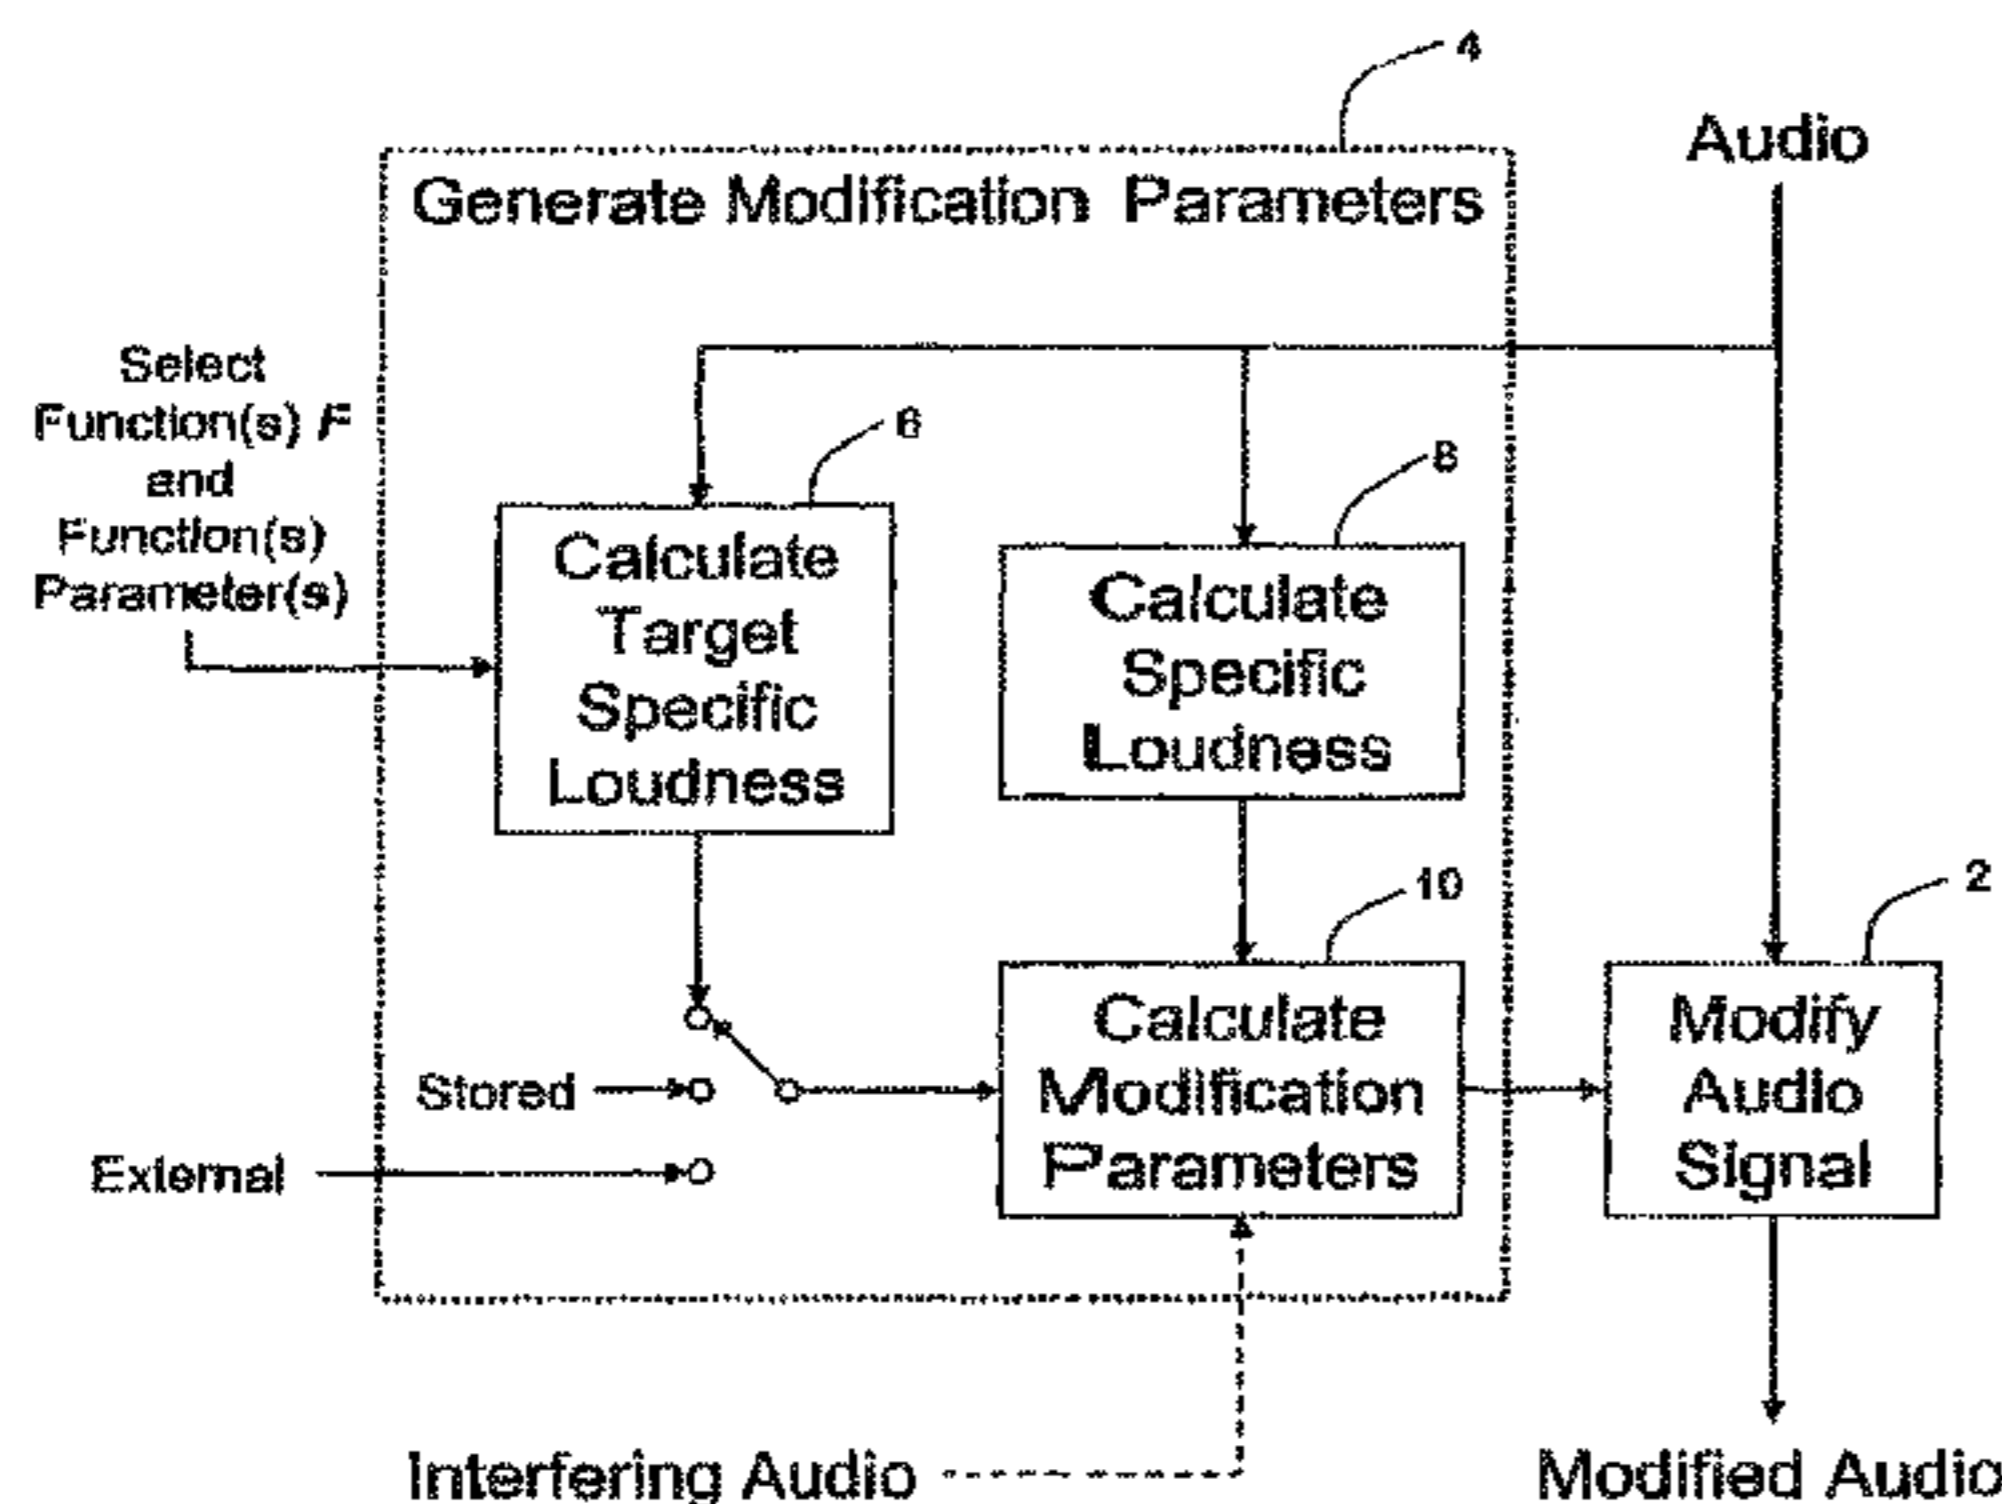 4
Audio
Generate Modification Parameters
Select
Function(s) F
and
Function(s)
Parameter(s)
6
8
Calculate
Target
Specific
Loudness
Calculate
Specific
Loudness
10
2
Calculate
Modification
Parameters
Modify
Audio
Signal
Stored
External
Interfering Audio
Modified Audio